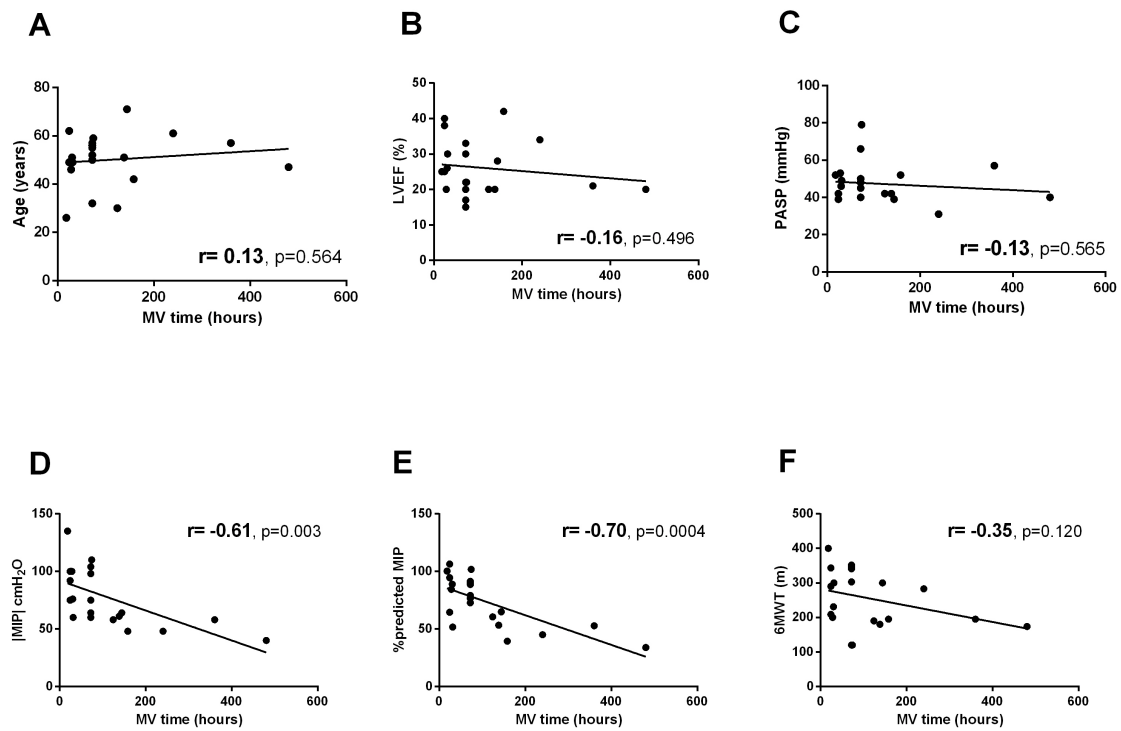 A
B
C
80
60
40
20
0
Age (years)
r= 0.13, p=0.564
0 200 400 600
MV time (hours)
50
40
30
20
10
0
LVEF (%)
r= -0.16, p=0.496
0 200 400 600
MV time (hours)
100
80
60
40
20
0
PASP (mmHg)
r= -0.13, p=0.565
0 200 400 600
MV time (hours)
D
E
F
150
100
50
0
|MIP| cmH2O
r= -0.61, p=0.003
0 200 400 600
MV time (hours)
150
100
50
0
%predicted MIP
r= -0.70, p=0.0004
0 200 400 600
MV time (hours)
500
400
300
200
100
0
6MWT (m)
r= -0.35, p=0.120
0 200 400 600
MV time (hours)